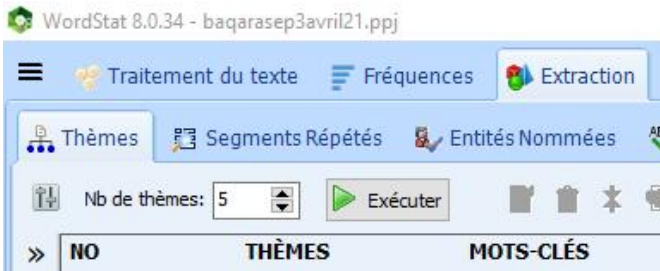 WordStat 8.0.34 - baqarasep3avril21.ppj
Traitement du texte Fréquences Extraction
Thèmes Segments Répétés Entités Nommées
Nb de thèmes: 5 Exécuter
» NO THÈMES MOTS-CLÉS